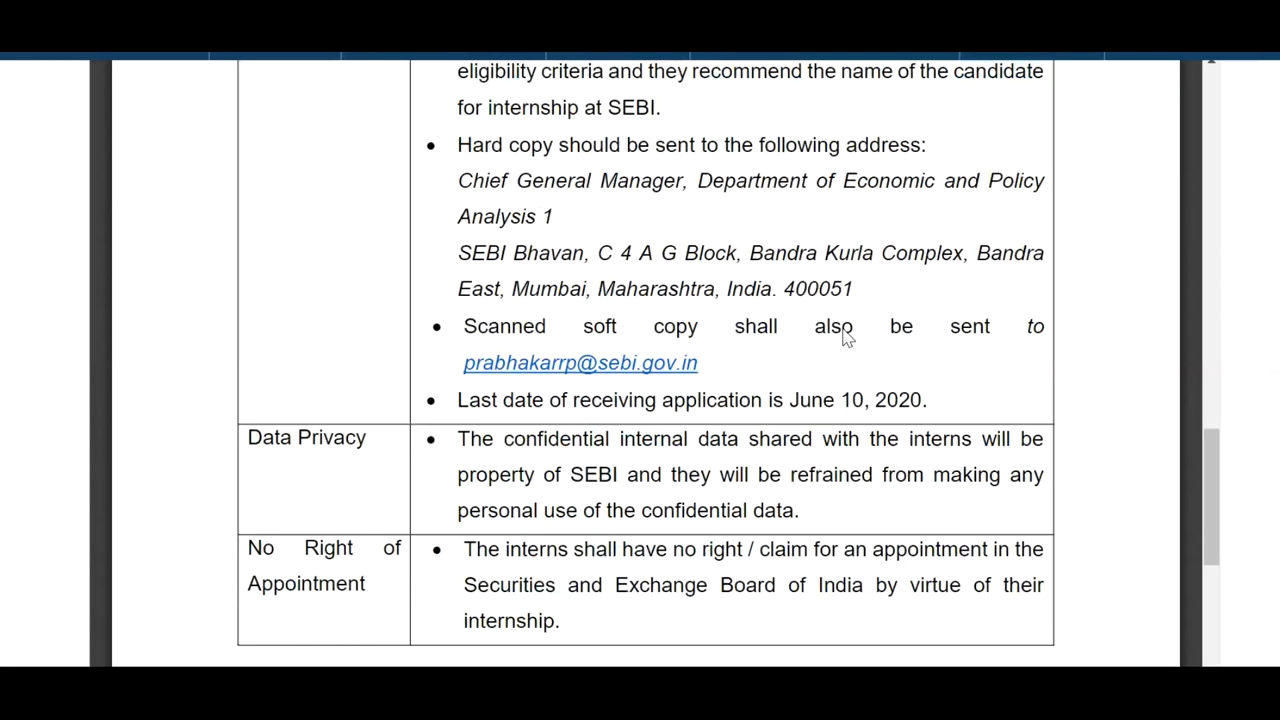 eligibility criteria and they recommend the name of the candidate
for internship at SEBI.
• Hard copy should be sent to the following address:
Chief General Manager, Department of Economic and Policy
Analysis 1
SEBI Bhavan, C 4 A G Block, Bandra Kurla Complex, Bandra
East, Mumbai, Maharashtra, India. 400051
• Scanned soft copy shall also be sent to
prabhakarrp@sebi.gov.in
• Last date of receiving application is June 10, 2020.
Data Privacy
• The confidential internal data shared with the interns will be
property of SEBI and they will be refrained from making any
personal use of the confidential data.
No Right of
Appointment
• The interns shall have no right / claim for an appointment in the
Securities and Exchange Board of India by virtue of their
internship.